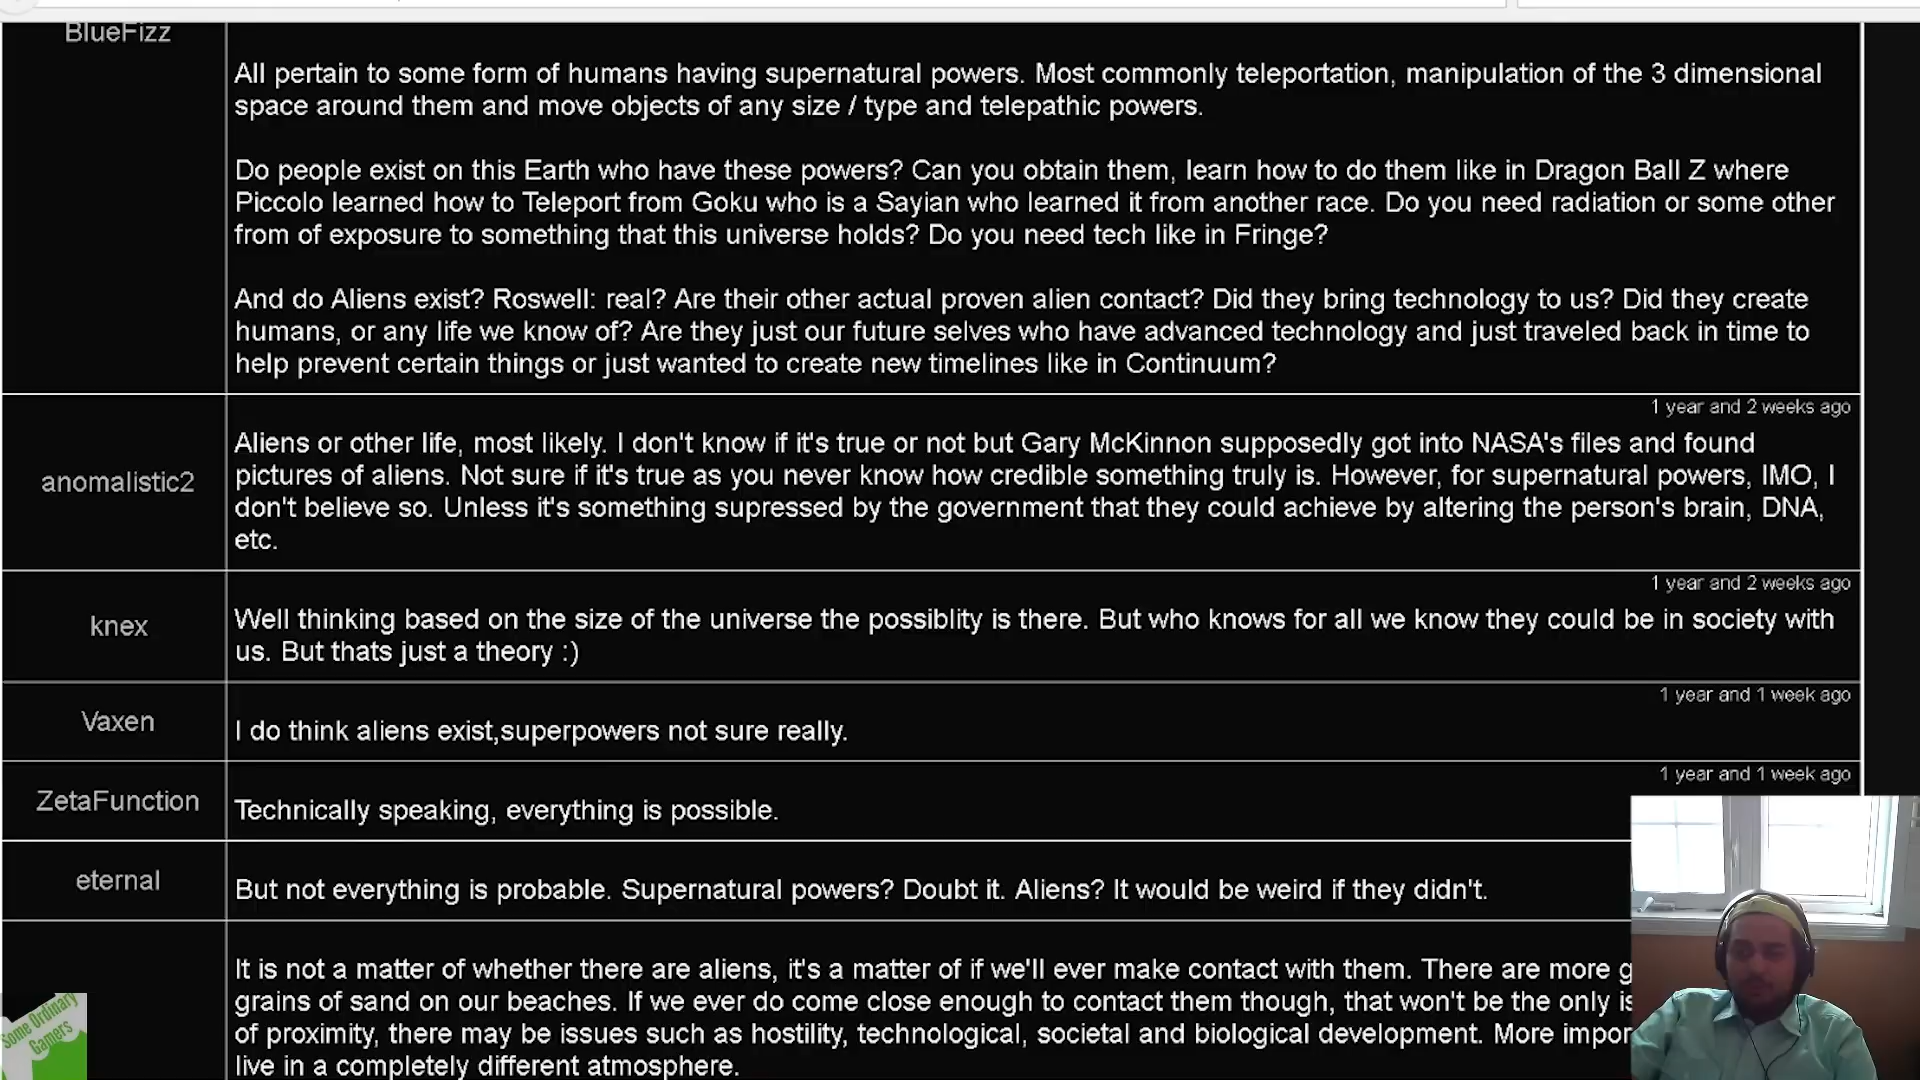 BlueFizz
All pertain to some form of humans having supernatural powers. Most commonly teleportation, manipulation of the 3 dimensional
space around them and move objects of any size / type and telepathic powers.
Do people exist on this Earth who have these powers? Can you obtain them, learn how to do them like in Dragon Ball Z where
Piccolo learned how to Teleport from Goku who is a Sayian who learned it from another race. Do you need radiation or some other
from of exposure to something that this universe holds? Do you need tech like in Fringe?
And do Aliens exist? Roswell: real? Are their other actual proven alien contact? Did they bring technology to us? Did they create
humans, or any life we know of? Are they just our future selves who have advanced technology and just traveled back in time to
help prevent certain things or just wanted to create new timelines like in Continuum?
1 year and 2 weeks ago
anomalistic2
Aliens or other life, most likely. I don't know if it's true or not but Gary McKinnon supposedly got into NASA's files and found
pictures of aliens. Not sure if it's true as you never know how credible something truly is. However, for supernatural powers, IMO, I
don't believe so. Unless it's something supressed by the government that they could achieve by altering the person's brain, DNA,
etc.
1 year and 2 weeks ago
knex
Well thinking based on the size of the universe the possiblity is there. But who knows for all we know they could be in society with
us. But thats just a theory :)
1 year and 1 week ago
Vaxen
I do think aliens exist,superpowers not sure really.
1 year and 1 week ago
ZetaFunction
Technically speaking, everything is possible.
eternal
But not everything is probable. Supernatural powers? Doubt it. Aliens? It would be weird if they didn't.
It is not a matter of whether there are aliens, it's a matter of if we'll ever make contact with them. There are more g
grains of sand on our beaches. If we ever do come close enough to contact them though, that won't be the only is
of proximity, there may be issues such as hostility, technological, societal and biological development. More impor
live in a completely different atmosphere.
Some Ordinary
Gamers